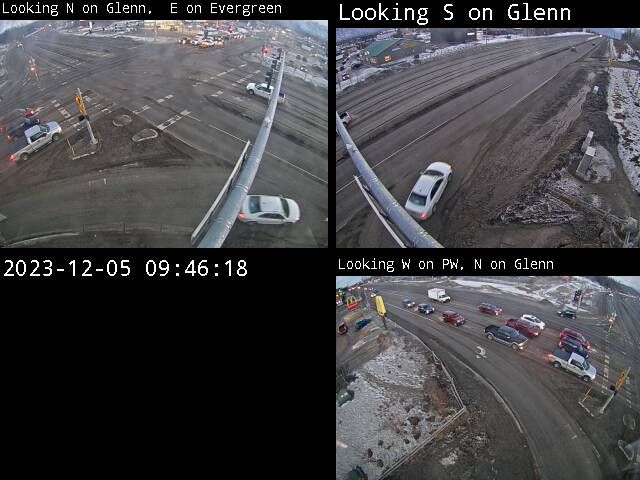 Looking N on Glenn,  E on Evergreen
Looking S on Glenn
2023-12-05 09:46:18
Looking W on PW, N on Glenn